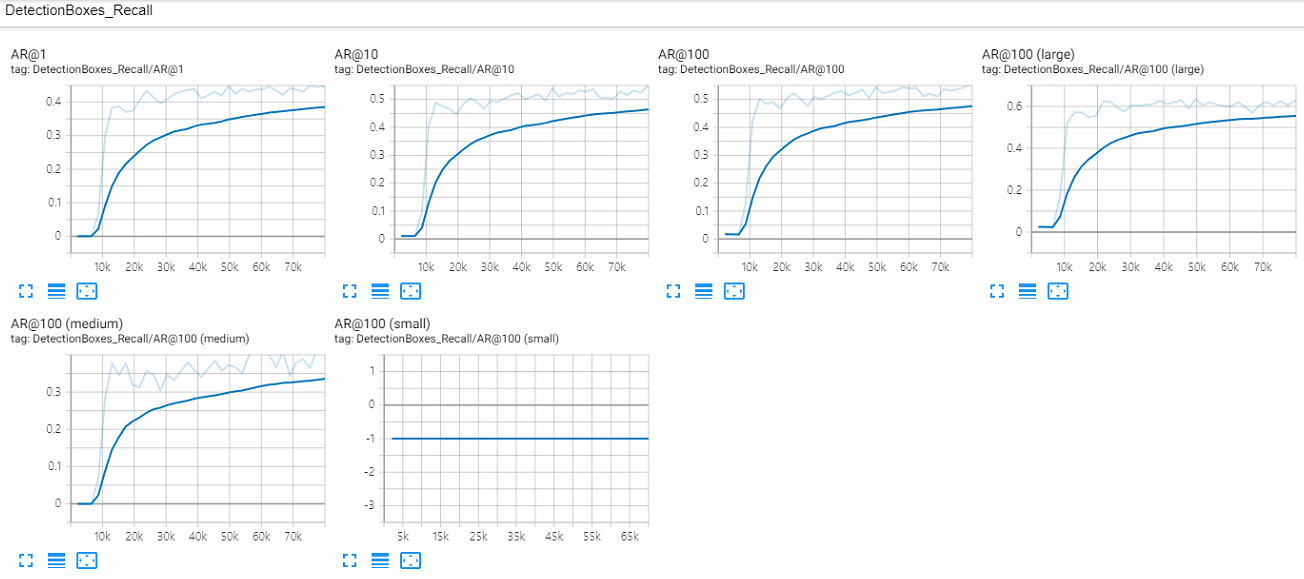 DetectionBoxes_Recall
AR@1
tag: DetectionBoxes_Recall/AR@1
0.4
0.3
0.2
0.1
0
10k 20k 30k 40k 50k 60k 70k
AR@10
tag: DetectionBoxes_Recall/AR@10
0.5
0.4
0.3
0.2
0.1
0
10k 20k 30k 40k 50k 60k 70k
AR@100
tag: DetectionBoxes_Recall/AR@100
0.5
0.4
0.3
0.2
0.1
0
10k 20k 30k 40k 50k 60k 70k
AR@100 (large)
tag: DetectionBoxes_Recall/AR@100 (large)
0.6
0.4
0.2
0
10k 20k 30k 40k 50k 60k 70k
AR@100 (medium)
tag: DetectionBoxes_Recall/AR@100 (medium)
0.3
0.2
0.1
0
10k 20k 30k 40k 50k 60k 70k
AR@100 (small)
tag: DetectionBoxes_Recall/AR@100 (small)
1
0
-1
-2
-3
5k 15k 25k 35k 45k 55k 65k